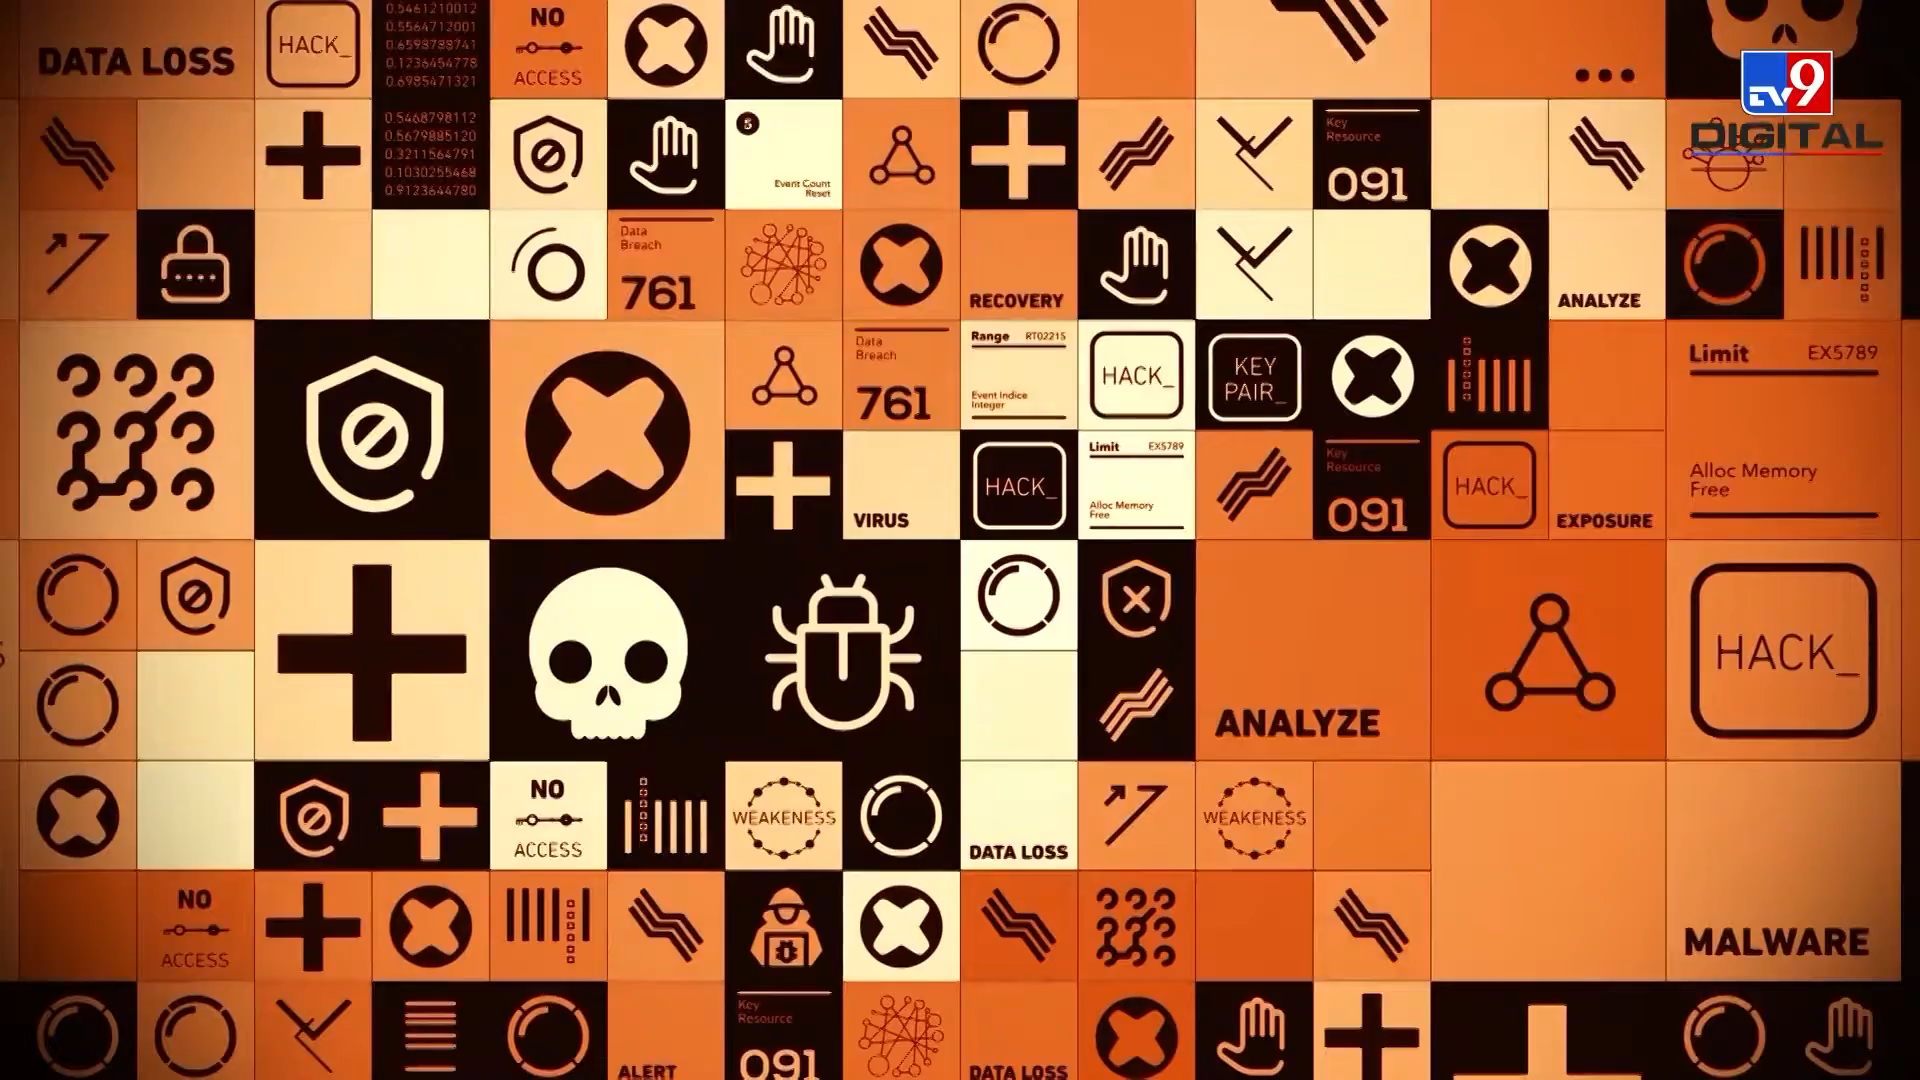 DATA LOSS
HACK_
0.5461210012
0.5564712001
0.6593788741
0.1236454778
0.6985471321
NO
ACCESS
TV9
DIGITAL
0.5468798112
0.5679885120
0.3211564791
0.1030255468
0.9123644780
Event Count
Reset
Key
Resource
091
Data
Breach
761
RECOVERY
ANALYZE
Data
Breach
761
Range RT02215
Event Indice
Integer
HACK_
KEY
PAIR_
Limit EX5789
Alloc Memory
Free
VIRUS
HACK_
Limit EX5789
Alloc Memory
Free
Key
Resource
091
HACK_
EXPOSURE
ANALYZE
HACK_
NO
ACCESS
WEAKENESS
DATA LOSS
WEAKENESS
NO
ACCESS
MALWARE
ALERT
Key
Resource
091
DATA LOSS